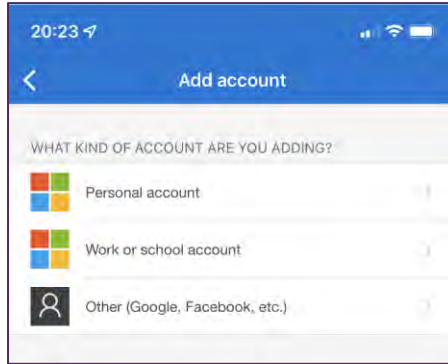 20:23
Add account
WHAT KIND OF ACCOUNT ARE YOU ADDING?
Personal account
Work or school account
Other (Google, Facebook, etc.)